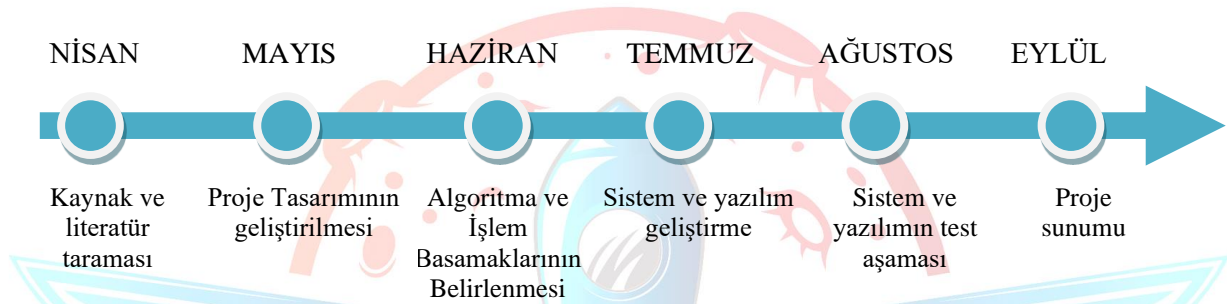 NİSAN
MAYIS
HAZİRAN
TEMMUZ
AĞUSTOS
EYLÜL
Kaynak ve
literatür
taraması
Proje Tasarımının
geliştirilmesi
Algoritma ve
İşlem
Basamaklarının
Belirlenmesi
Sistem ve yazılım
geliştirme
Sistem ve
yazılımın test
aşaması
Proje
sunumu